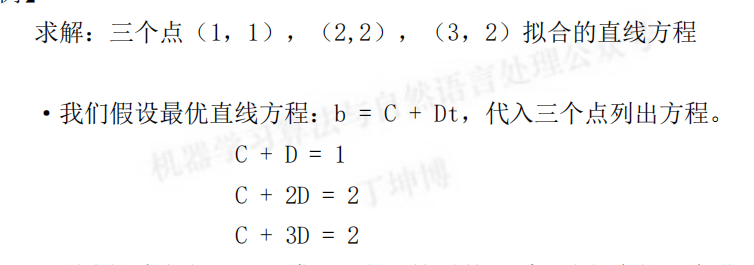 求解：三个点（1，1），（2,2），（3，2）拟合的直线方程
•我们假设最优直线方程：b = C + Dt，代入三个点列出方程。
C + D = 1
C + 2D = 2
C + 3D = 2
机器学习算法与自然语言处理公众号
丁坤博